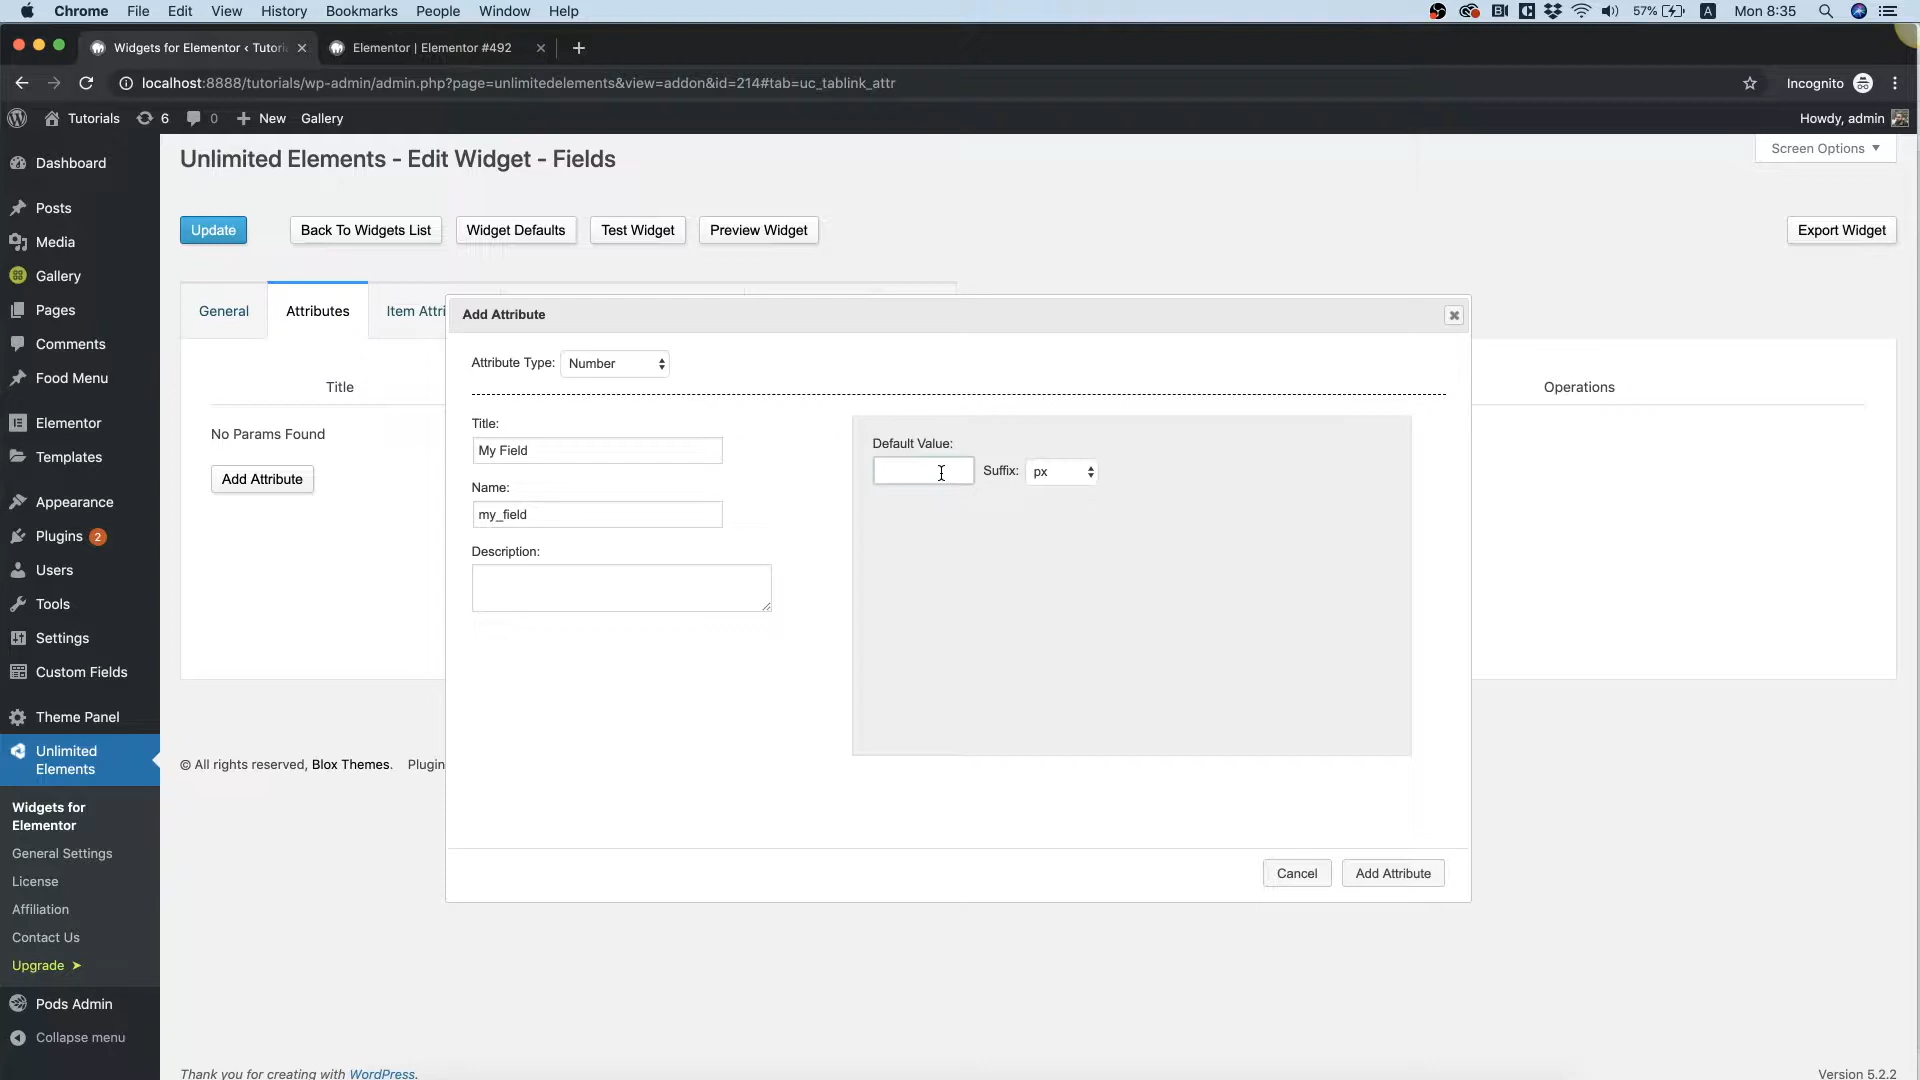 Chrome File Edit View History Bookmarks People Window Help 57% A Mon 8:35
Widgets for Elementor ‹ Tutori Elementor | Elementor #492
localhost:8888/tutorials/wp-admin/admin.php?page=unlimitedelements&view=addon&id=214#tab=uc_tablink_attr Incognito
Tutorials 6 0 New Gallery Howdy, admin
Dashboard
Posts
Media
Gallery
Pages
Comments
Food Menu
Elementor
Templates
Appearance
Plugins 2
Users
Tools
Settings
Custom Fields
Theme Panel
Unlimited
Elements
Widgets for
Elementor
General Settings
License
Affiliation
Contact Us
Upgrade ➤
Pods Admin
Collapse menu
Unlimited Elements - Edit Widget - Fields
Screen Options ▼
Update Back To Widgets List Widget Defaults Test Widget Preview Widget Export Widget
General Attributes Item Attri
Title Operations
No Params Found
Add Attribute
Add Attribute
Attribute Type: Number
Title:
My Field
Name:
my_field
Description:
Default Value:
Suffix: px
Cancel Add Attribute
© All rights reserved, Blox Themes. Plugin
Thank you for creating with WordPress.
Version 5.2.2